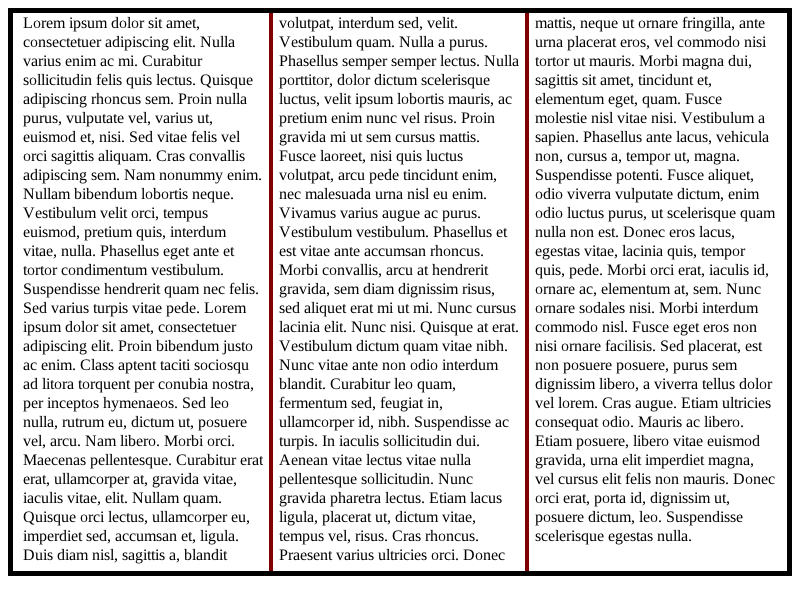 Lorem ipsum dolor sit amet,
consectetuer adipiscing elit. Nulla
varius enim ac mi. Curabitur
sollicitudin felis quis lectus. Quisque
adipiscing rhoncus sem. Proin nulla
purus, vulputate vel, varius ut,
euismod et, nisi. Sed vitae felis vel
orci sagittis aliquam. Cras convallis
adipiscing sem. Nam nonummy enim.
Nullam bibendum lobortis neque.
Vestibulum velit orci, tempus
euismod, pretium quis, interdum
vitae, nulla. Phasellus eget ante et
tortor condimentum vestibulum.
Suspendisse hendrerit quam nec felis.
Sed varius turpis vitae pede. Lorem
ipsum dolor sit amet, consectetuer
adipiscing elit. Proin bibendum justo
ac enim. Class aptent taciti sociosqu
ad litora torquent per conubia nostra,
per inceptos hymenaeos. Sed leo
nulla, rutrum eu, dictum ut, posuere
vel, arcu. Nam libero. Morbi orci.
Maecenas pellentesque. Curabitur erat
erat, ullamcorper at, gravida vitae,
iaculis vitae, elit. Nullam quam.
Quisque orci lectus, ullamcorper eu,
imperdiet sed, accumsan et, ligula.
Duis diam nisl, sagittis a, blandit
volutpat, interdum sed, velit.
Vestibulum quam. Nulla a purus.
Phasellus semper semper lectus. Nulla
porttitor, dolor dictum scelerisque
luctus, velit ipsum lobortis mauris, ac
pretium enim nunc vel risus. Proin
gravida mi ut sem cursus mattis.
Fusce laoreet, nisi quis luctus
volutpat, arcu pede tincidunt enim,
nec malesuada urna nisl eu enim.
Vivamus varius augue ac purus.
Vestibulum vestibulum. Phasellus et
est vitae ante accumsan rhoncus.
Morbi convallis, arcu at hendrerit
gravida, sem diam dignissim risus,
sed aliquet erat mi ut mi. Nunc cursus
lacinia elit. Nunc nisi. Quisque at erat.
Vestibulum dictum quam vitae nibh.
Nunc vitae ante non odio interdum
blandit. Curabitur leo quam,
fermentum sed, feugiat in,
ullamcorper id, nibh. Suspendisse ac
turpis. In iaculis sollicitudin dui.
Aenean vitae lectus vitae nulla
pellentesque sollicitudin. Nunc
gravida pharetra lectus. Etiam lacus
ligula, placerat ut, dictum vitae,
tempus vel, risus. Cras rhoncus.
Praesent varius ultricies orci. Donec
mattis, neque ut ornare fringilla, ante
urna placerat eros, vel commodo nisi
tortor ut mauris. Morbi magna dui,
sagittis sit amet, tincidunt et,
elementum eget, quam. Fusce
molestie nisl vitae nisi. Vestibulum a
sapien. Phasellus ante lacus, vehicula
non, cursus a, tempor ut, magna.
Suspendisse potenti. Fusce aliquet,
odio viverra vulputate dictum, enim
odio luctus purus, ut scelerisque quam
nulla non est. Donec eros lacus,
egestas vitae, lacinia quis, tempor
quis, pede. Morbi orci erat, iaculis id,
ornare ac, elementum at, sem. Nunc
ornare sodales nisi. Morbi interdum
commodo nisl. Fusce eget eros non
nisi ornare facilisis. Sed placerat, est
non posuere posuere, purus sem
dignissim libero, a viverra tellus dolor
vel lorem. Cras augue. Etiam ultricies
consequat odio. Mauris ac libero.
Etiam posuere, libero vitae euismod
gravida, urna elit imperdiet magna,
vel cursus elit felis non mauris. Donec
orci erat, porta id, dignissim ut,
posuere dictum, leo. Suspendisse
scelerisque egestas nulla.